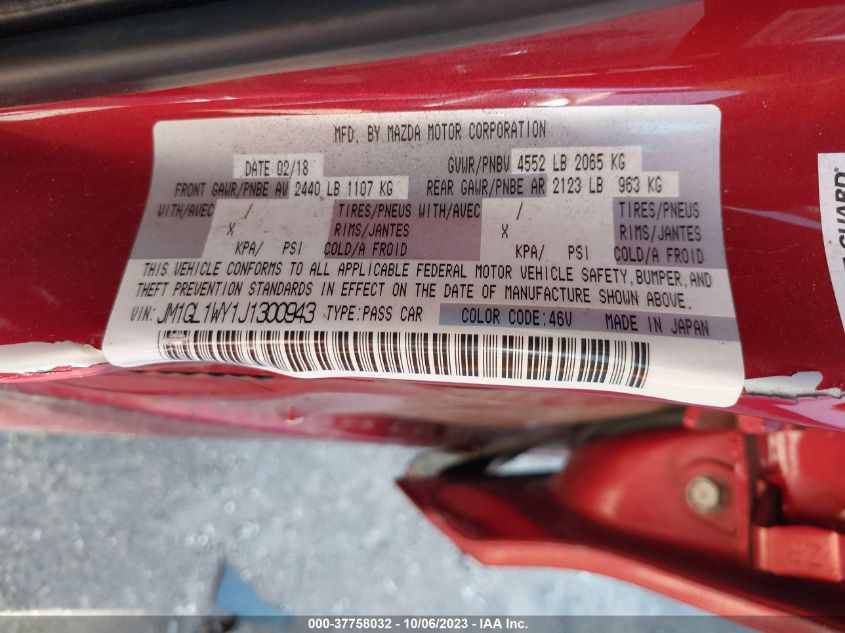 MFD. BY MAZDA MOTOR CORPORATION
DATE 02/18 GVWR/PNBV 4552 LB 2065 KG
FRONT GAWR/PNBE AV 2440 LB 1107 KG REAR GAWR/PNBE AR 2123 LB 963 KG
WITH/AVEC / TIRES/PNEUS WITH/AVEC / TIRES/PNEUS
X RIMS/JANTES X RIMS/JANTES
KPA/ PSI COLD/A FROID KPA/ PSI COLD/A FROID
THIS VEHICLE CONFORMS TO ALL APPLICABLE FEDERAL MOTOR VEHICLE SAFETY, BUMPER, AND
THEFT PREVENTION STANDARDS IN EFFECT ON THE DATE OF MANUFACTURE SHOWN ABOVE.
VIN: JM1GL1WY1J1300943 TYPE: PASS CAR COLOR CODE: 46V MADE IN JAPAN
GUARD
000-37758032 - 10/06/2023 - IAA Inc.